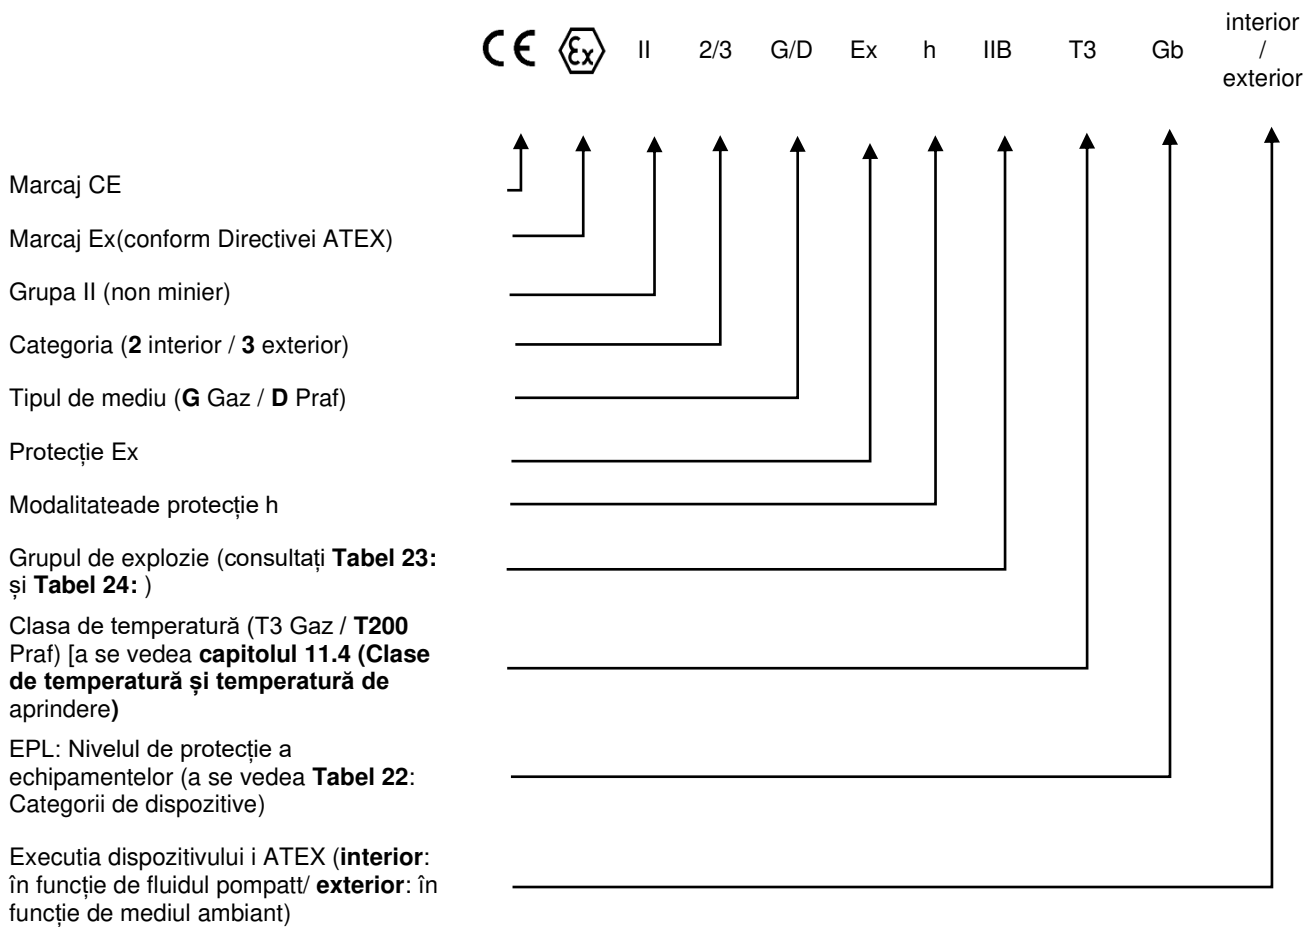 interior
CE Ex II 2/3 G/D Ex h IIB T3 Gb /
exterior
Marcaj CE
Marcaj Ex(conform Directivei ATEX)
Grupa II (non minier)
Categoria (2 interior / 3 exterior)
Tipul de mediu (G Gaz / D Praf)
Protecție Ex
Modalitateade protecție h
Grupul de explozie (consultați Tabel 23:
și Tabel 24: )
Clasa de temperatură (T3 Gaz / T200
Praf) [a se vedea capitolul 11.4 (Clase
de temperatură și temperatură de
aprindere)
EPL: Nivelul de protecție a
echipamentelor (a se vedea Tabel 22:
Categorii de dispozitive)
Executia dispozitivului i ATEX (interior:
în funcție de fluidul pompatt/ exterior: în
funcție de mediul ambiant)